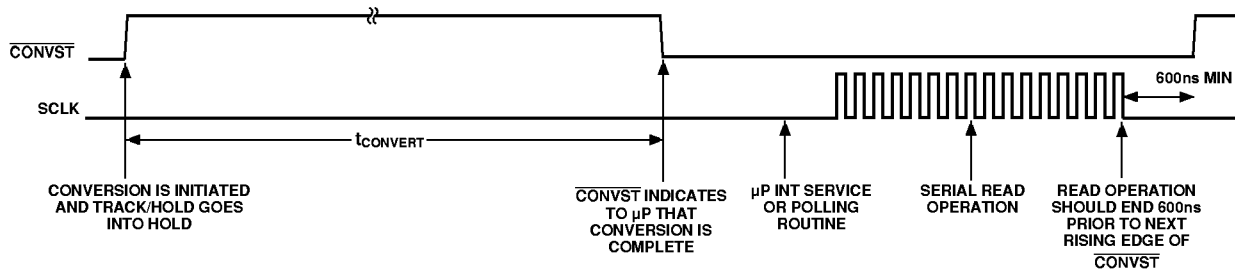 CONVST
600ns MIN
SCLK
tCONVERT
CONVERSION IS INITIATED
AND TRACK/HOLD GOES
INTO HOLD
CONVST INDICATES
TO µP THAT
CONVERSION IS
COMPLETE
µP INT SERVICE
OR POLLING
ROUTINE
SERIAL READ
OPERATION
READ OPERATION
SHOULD END 600ns
PRIOR TO NEXT
RISING EDGE OF
CONVST